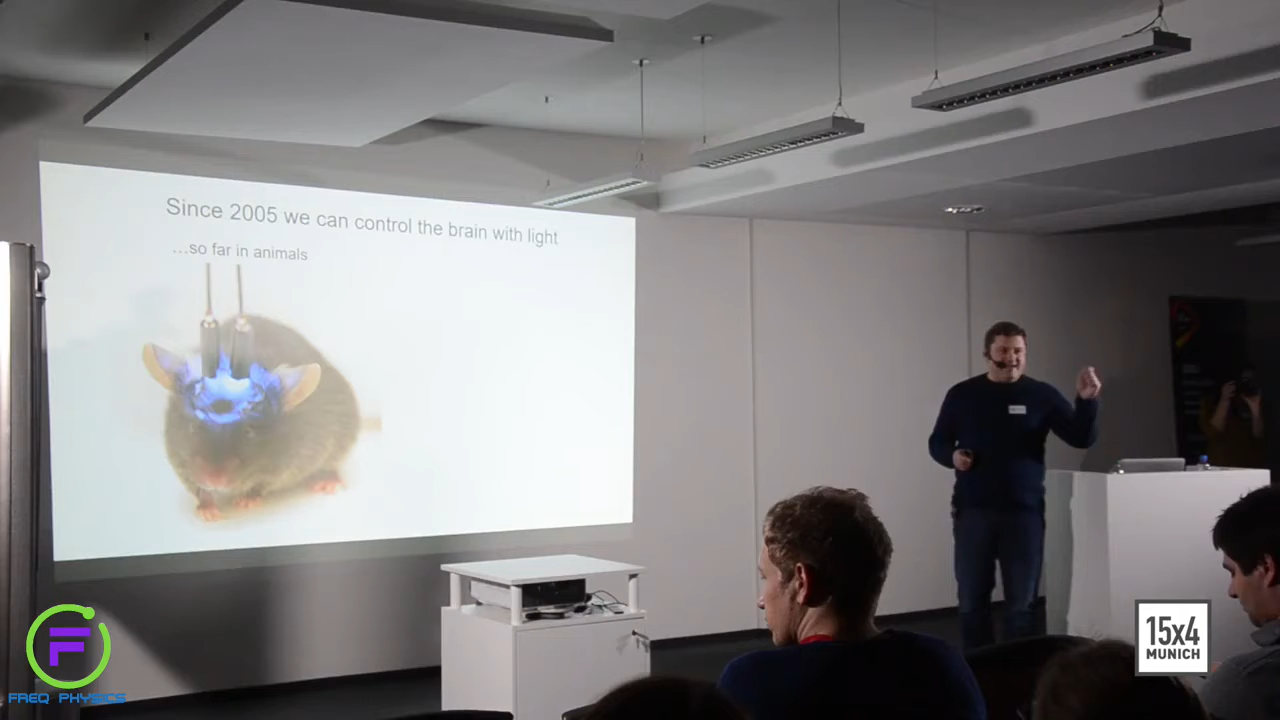 Since 2005 we can control the brain with light
...so far in animals
15x4
MUNICH
F
FREQ PHYSICS